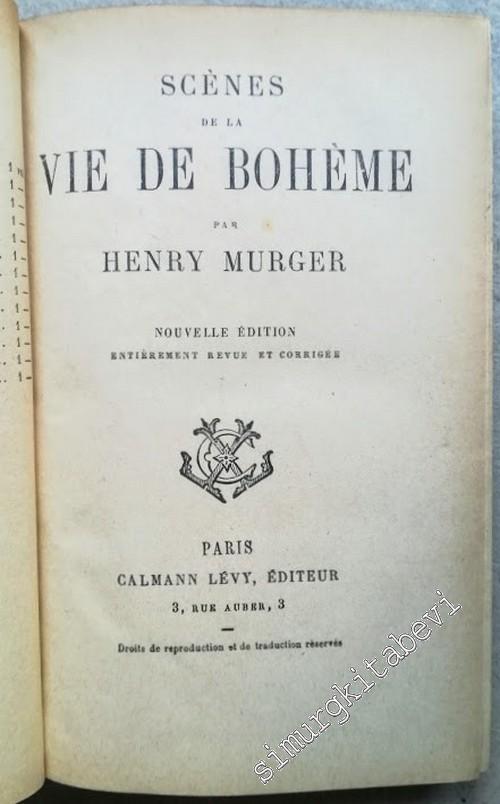 SCÈNES
DE LA
VIE DE BOHÈME
PAR
HENRY MURGER
NOUVELLE ÉDITION
ENTIÈREMENT REVUE ET CORRIGÉE
PARIS
CALMANN LÉVY, ÉDITEUR
3, RUE AUBER, 3
Droits de reproduction et de traduction réservés
simurgkitabevi